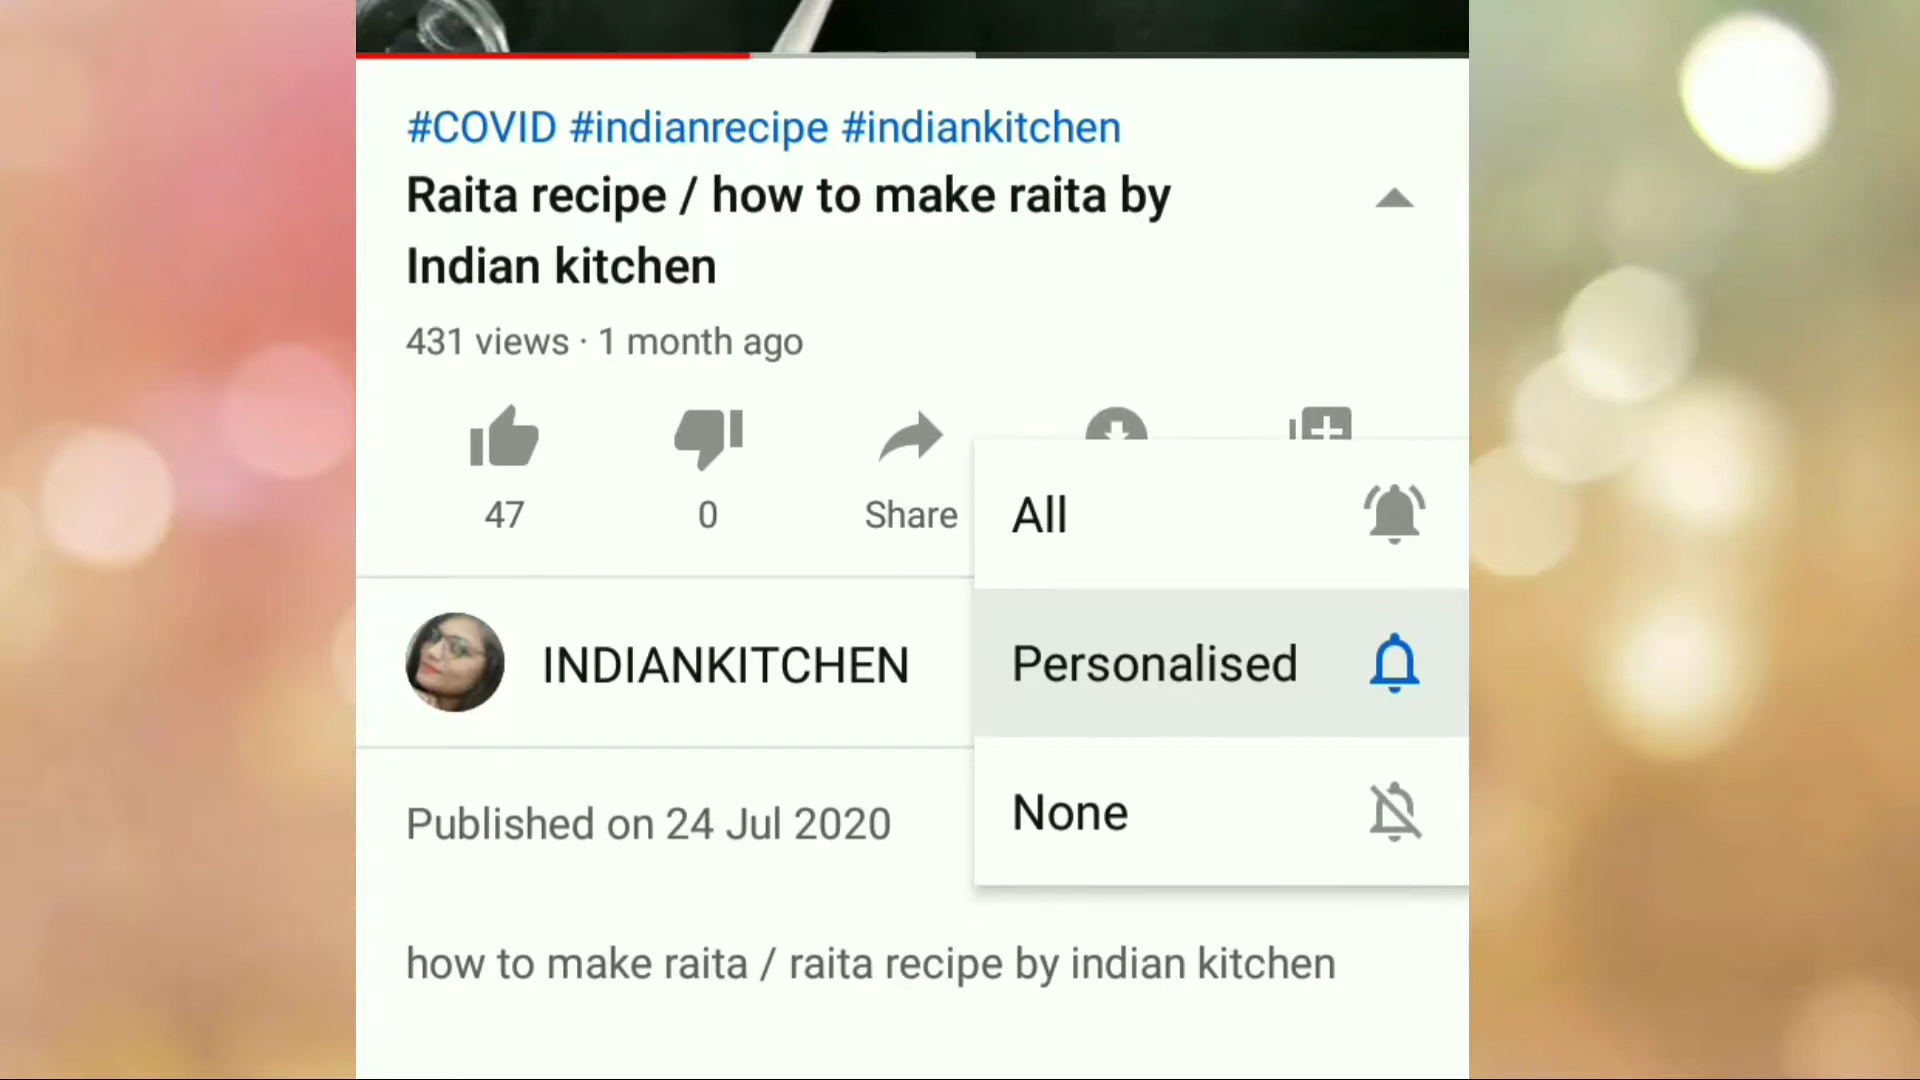 #COVID #indianrecipe #indiankitchen
Raita recipe / how to make raita by
Indian kitchen
431 views · 1 month ago
47
0
Share
All
INDIANKITCHEN
Personalised
None
Published on 24 Jul 2020
how to make raita / raita recipe by indian kitchen